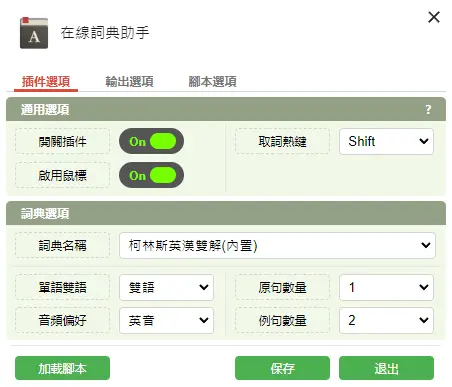 A
在線詞典助手
插件選項 輸出選項 腳本選項
通用選項 ?
開關插件 On 取詞熱鍵 Shift
啟用鼠標 On
詞典選項
詞典名稱 柯林斯英漢雙解(內置)
單語雙語 雙語 原句數量 1
音頻偏好 英音 例句數量 2
加載腳本 保存 退出